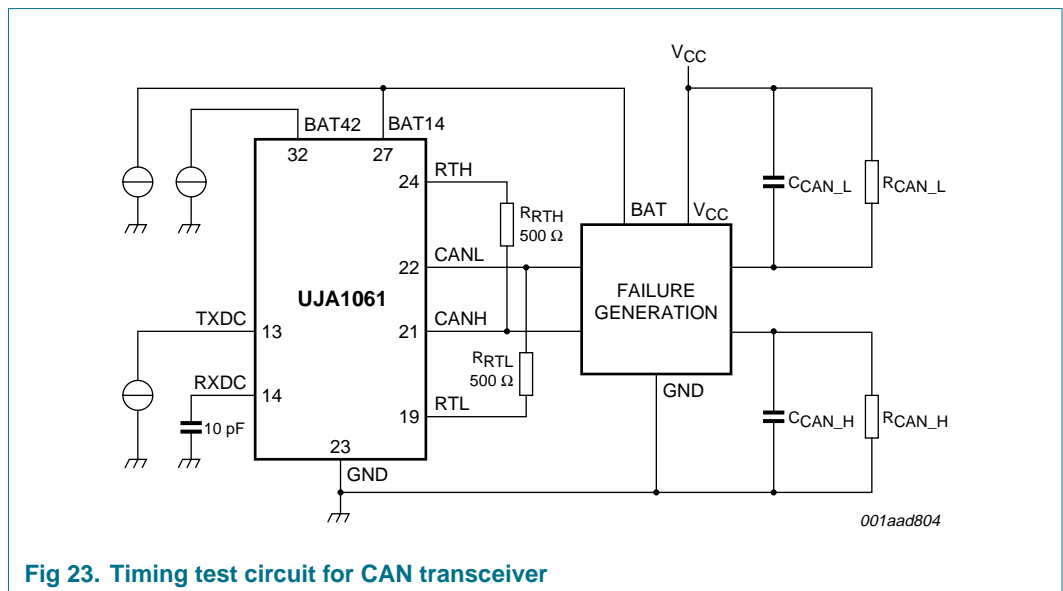 VCC
BAT42
BAT14
32
27
24
RTH
RRTH
500 Ω
BAT
VCC
CCAN_L
RCAN_L
22
CANL
UJA1061
FAILURE
GENERATION
TXDC
13
21
CANH
RRTL
500 Ω
RXDC
14
10 pF
19
RTL
GND
CCAN_H
RCAN_H
23
GND
001aad804
Fig 23. Timing test circuit for CAN transceiver